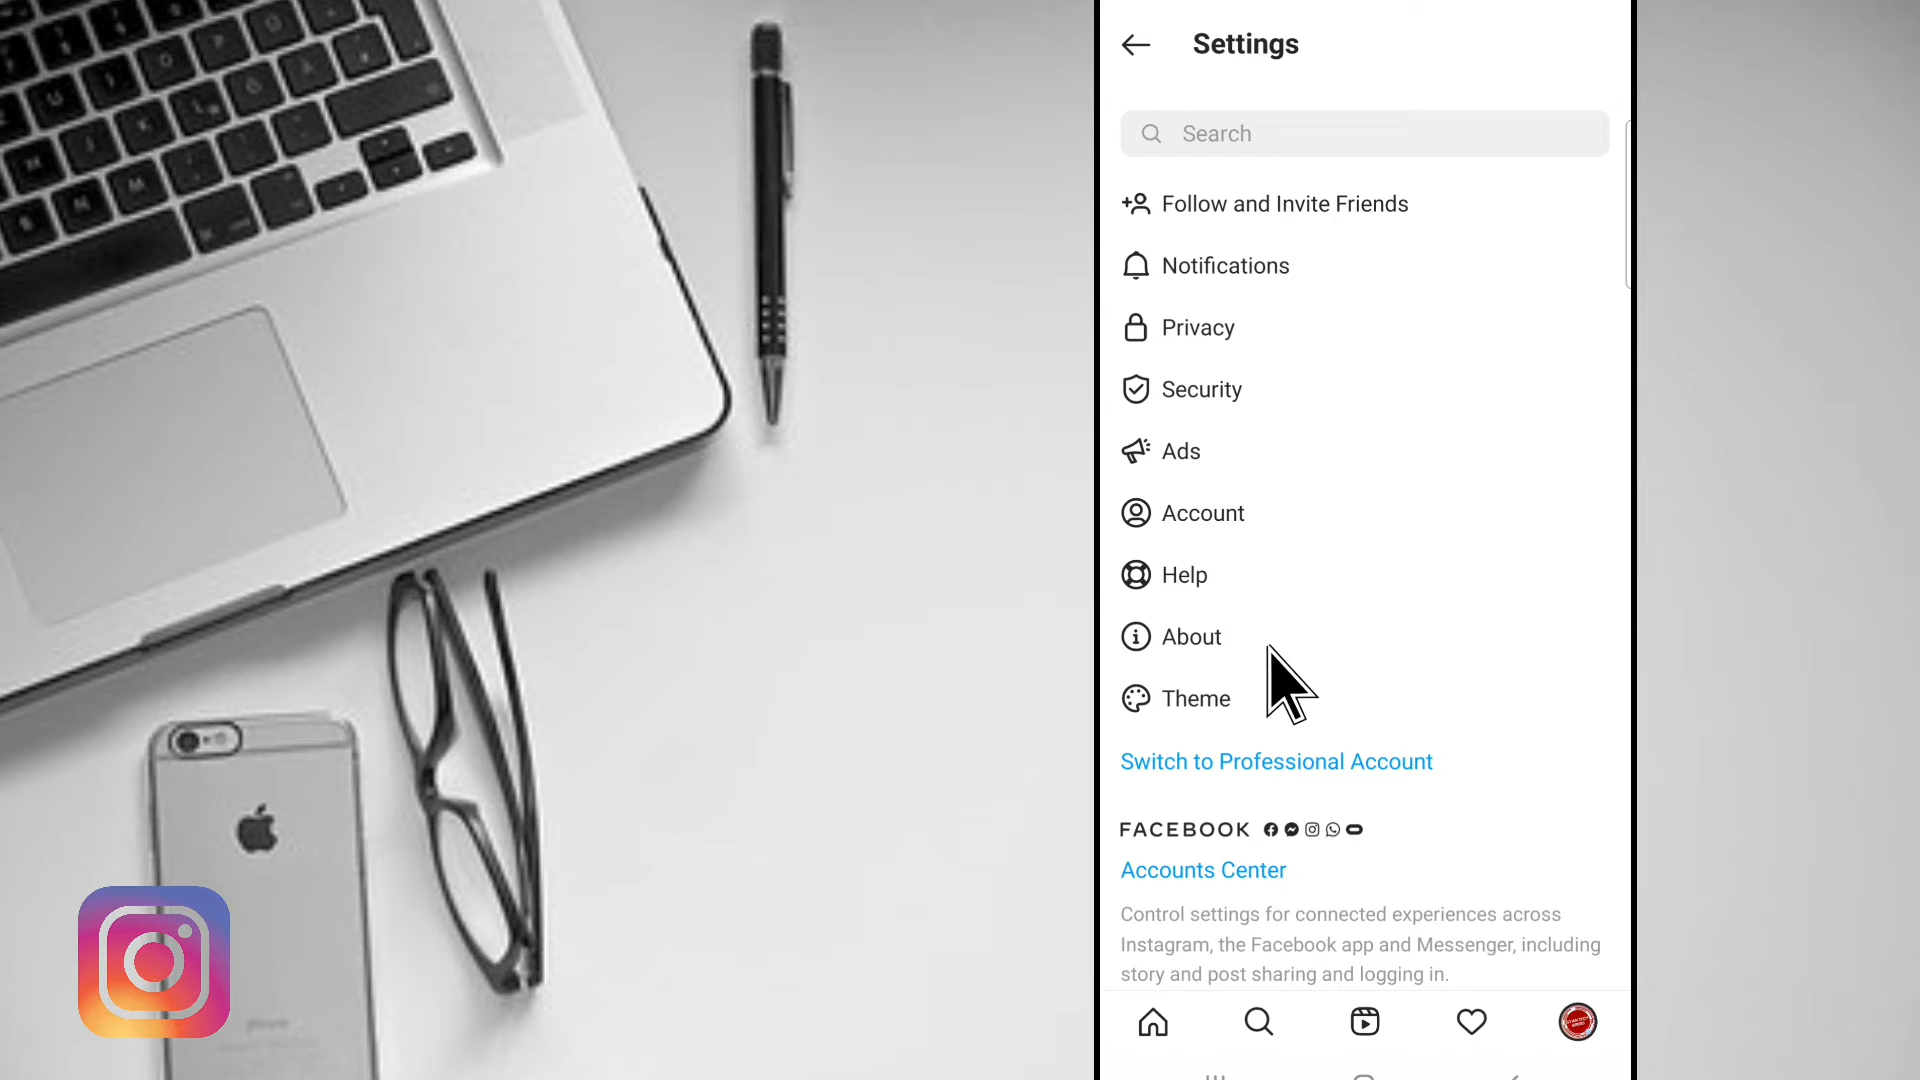 Settings
Search
Follow and Invite Friends
Notifications
Privacy
Security
Ads
Account
Help
About
Theme
Switch to Professional Account
FACEBOOK
Accounts Center
Control settings for connected experiences across
Instagram, the Facebook app and Messenger, including
story and post sharing and logging in.